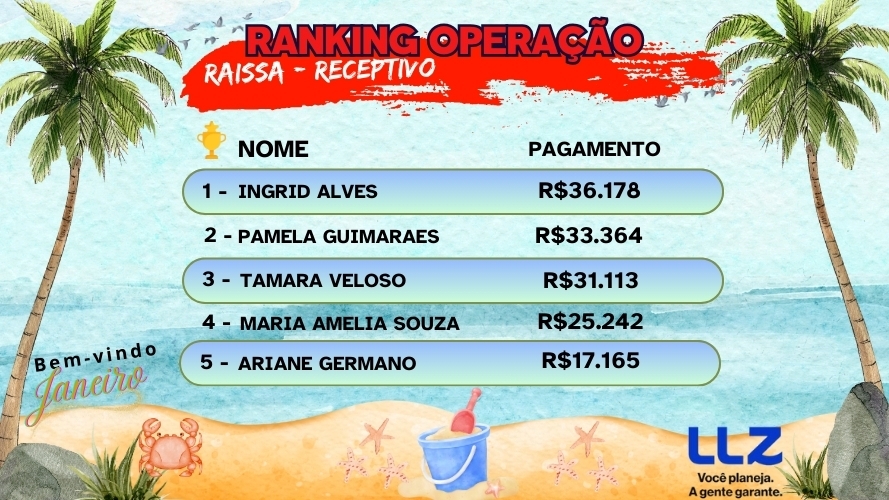 RANKING OPERAÇÃO
RAISSA - RECEPTIVO
NOME PAGAMENTO
1 - INGRID ALVES R$36.178
2 - PAMELA GUIMARAES R$33.364
3 - TAMARA VELOSO R$31.113
4 - MARIA AMELIA SOUZA R$25.242
5 - ARIANE GERMANO R$17.165
Bem-vindo
Janeiro
LLZ
Você planeja.
A gente garante.